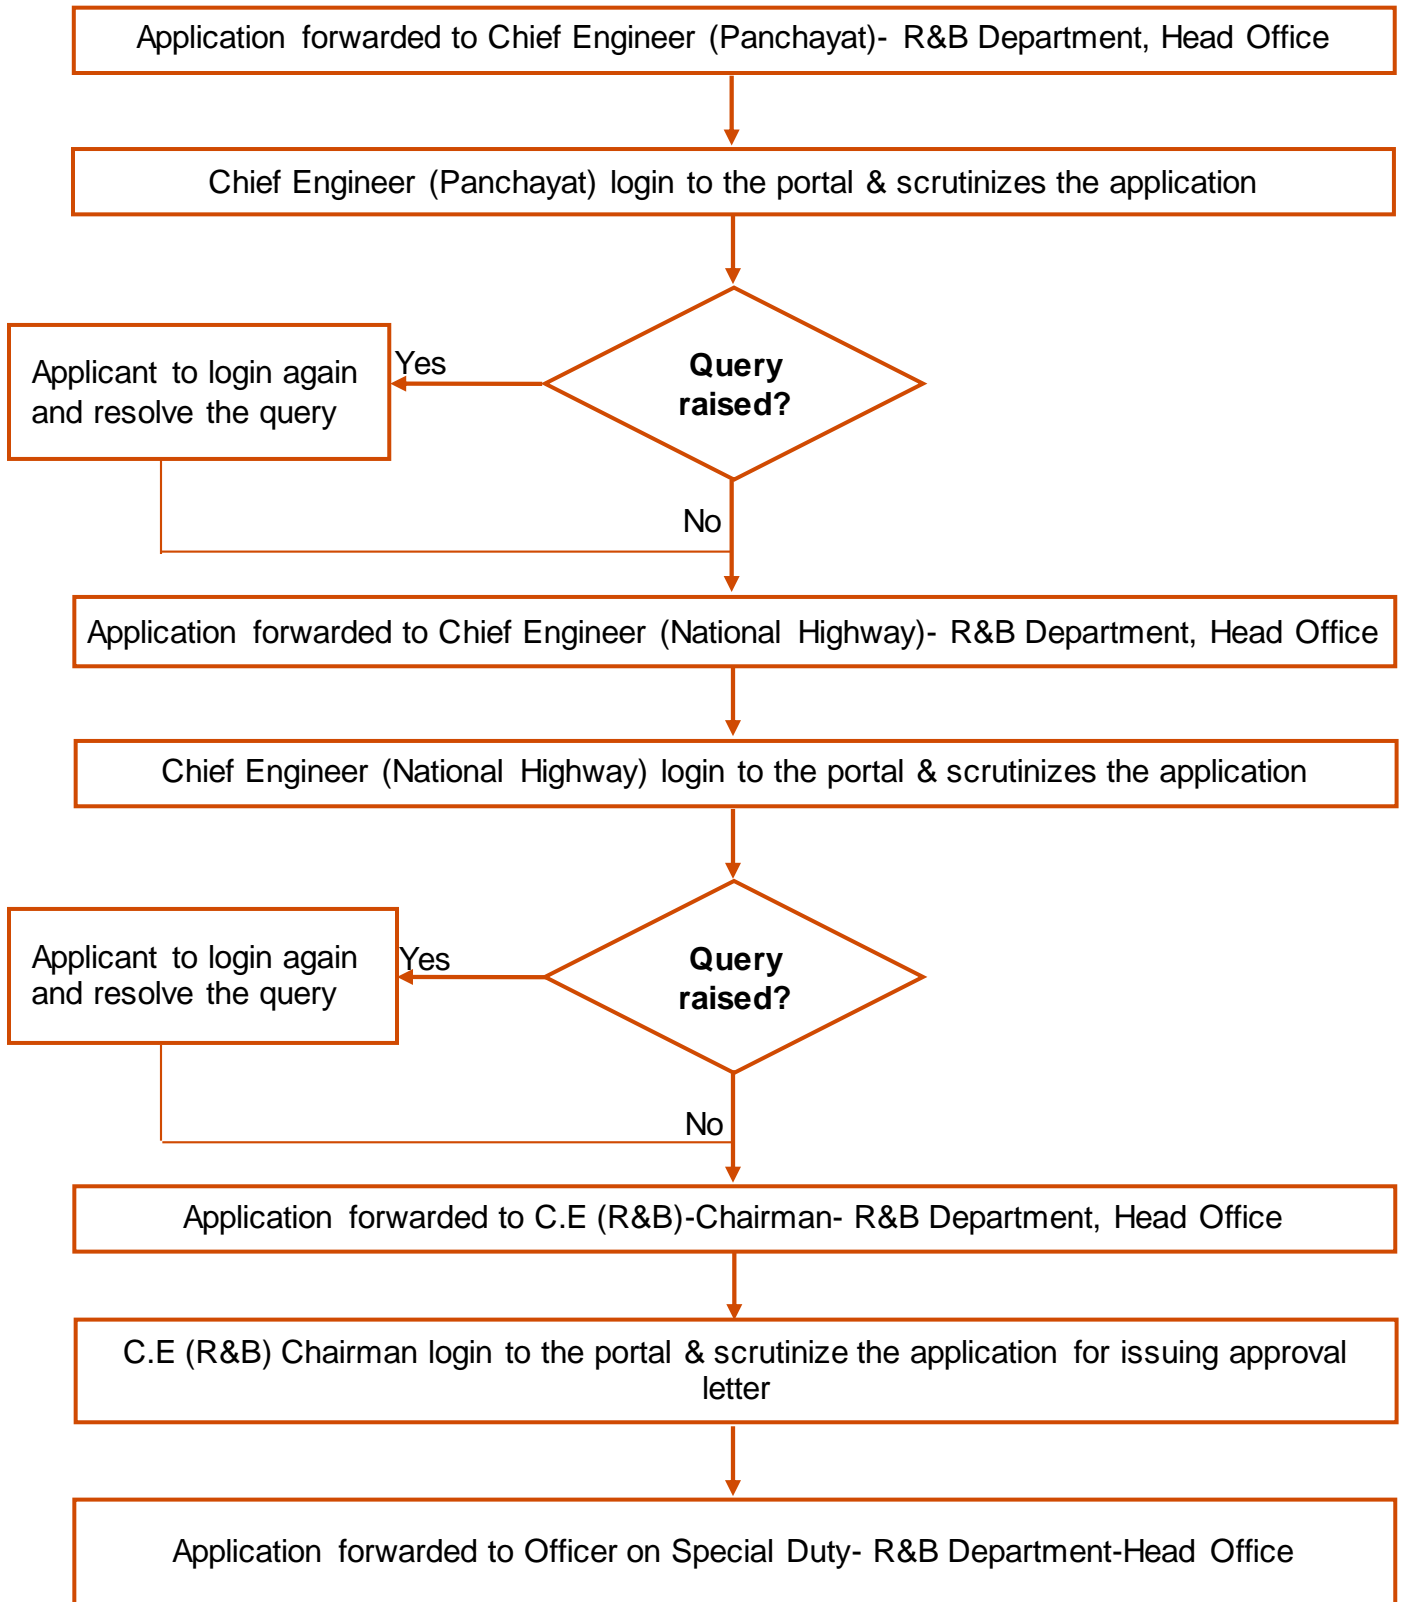 Application forwarded to Chief Engineer (Panchayat)- R&B Department, Head Office
Chief Engineer (Panchayat) login to the portal & scrutinizes the application
Query
raised?
Yes
Applicant to login again
and resolve the query
No
Application forwarded to Chief Engineer (National Highway)- R&B Department, Head Office
Chief Engineer (National Highway) login to the portal & scrutinizes the application
Query
raised?
Yes
Applicant to login again
and resolve the query
No
Application forwarded to C.E (R&B)-Chairman- R&B Department, Head Office
C.E (R&B) Chairman login to the portal & scrutinize the application for issuing approval
letter
Application forwarded to Officer on Special Duty- R&B Department-Head Office